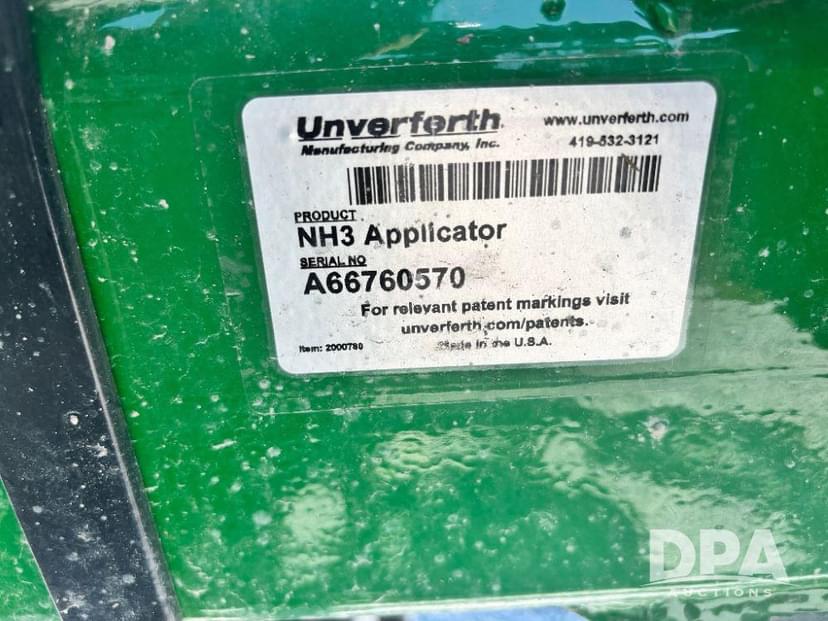 Unverferth
www.unverferth.com
Manufacturing Company, Inc.
419-532-3121
PRODUCT
NH3 Applicator
SERIAL NO
A66760570
For relevant patent markings visit
unverferth.com/patents.
Item: 2000780
Made in the U.S.A.
DPA
AUCTIONS